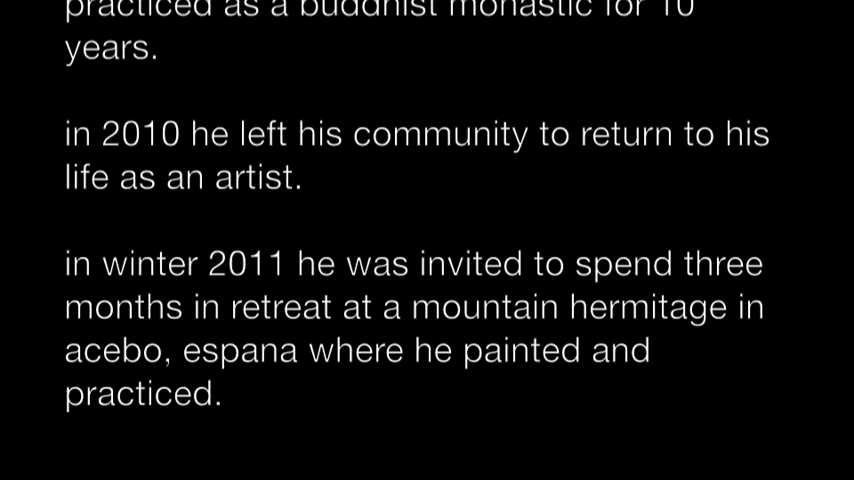 practiced as a buddhist monastic for 10
years.
in 2010 he left his community to return to his
life as an artist.
in winter 2011 he was invited to spend three
months in retreat at a mountain hermitage in
acebo, espana where he painted and
practiced.